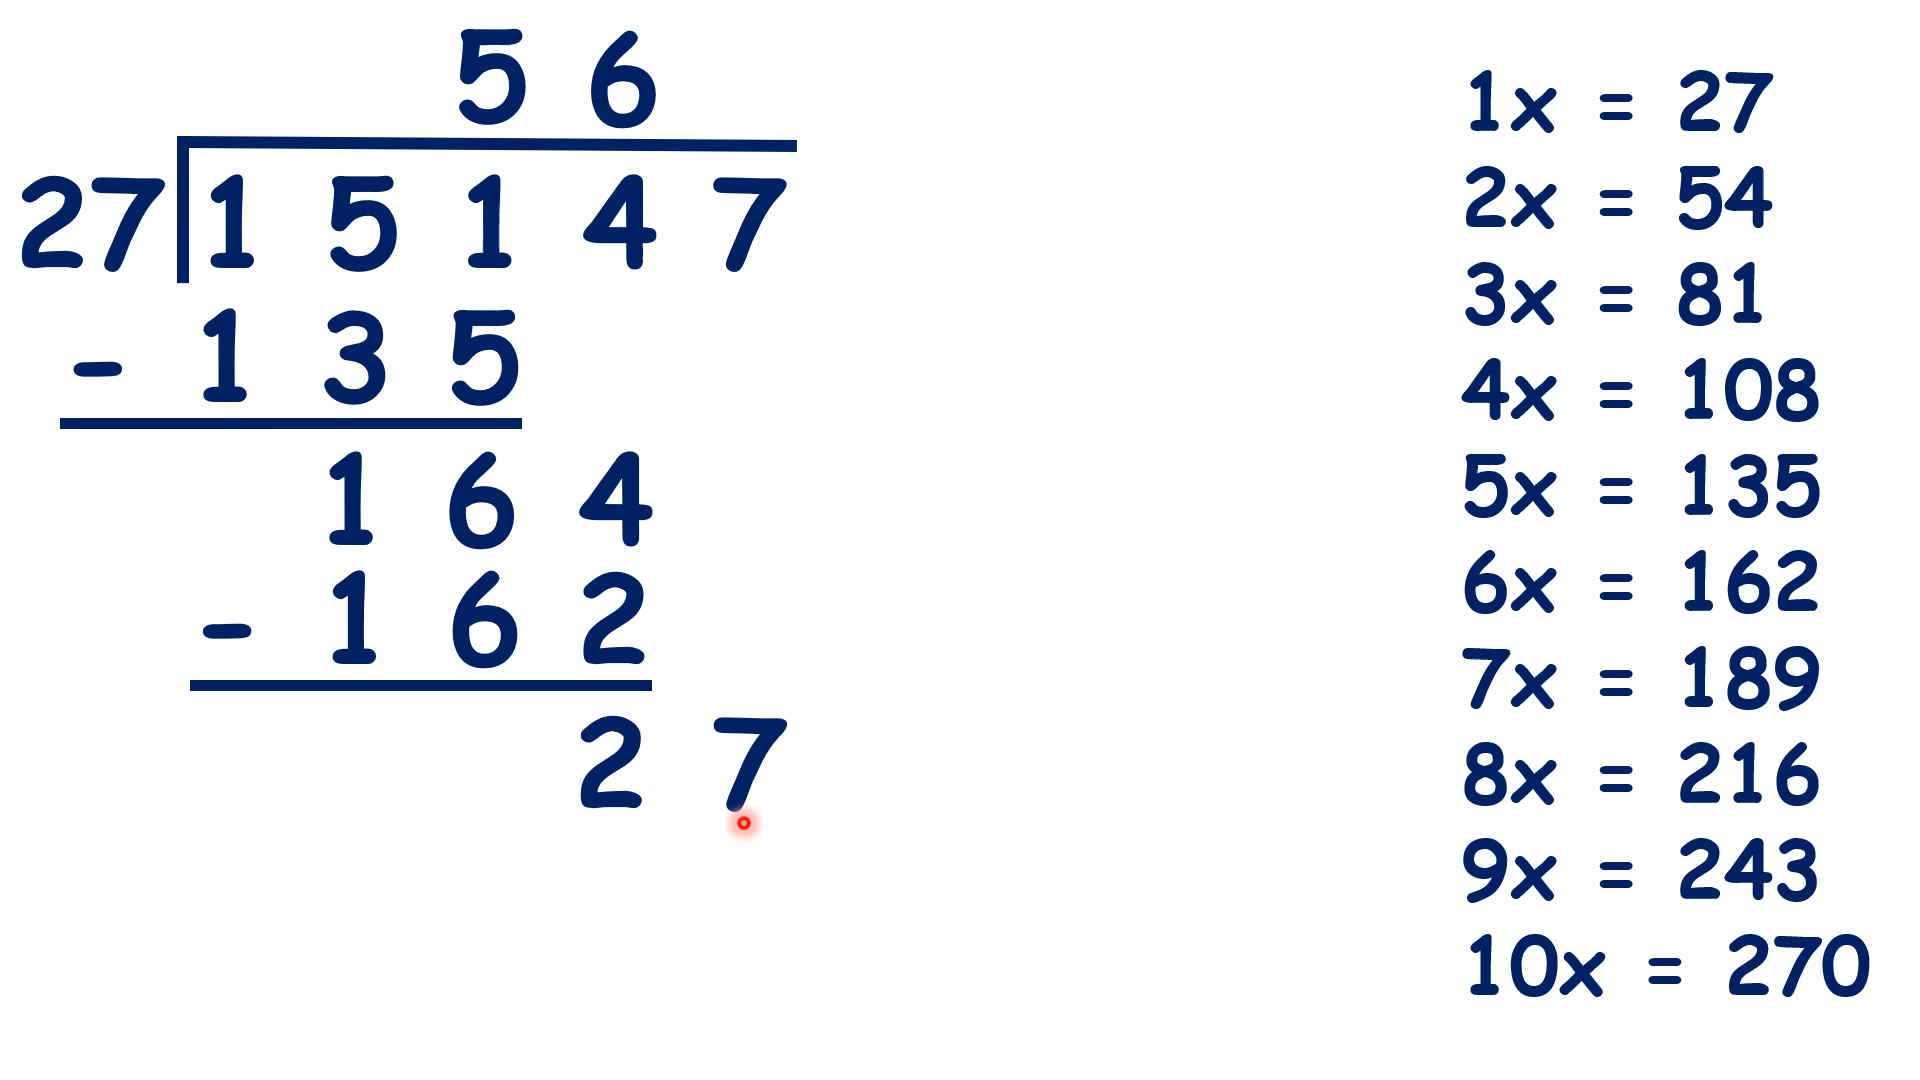 5 6
27 1 5 1 4 7
- 1 3 5
1 6 4
- 1 6 2
2 7
1x = 27
2x = 54
3x = 81
4x = 108
5x = 135
6x = 162
7x = 189
8x = 216
9x = 243
10x = 270